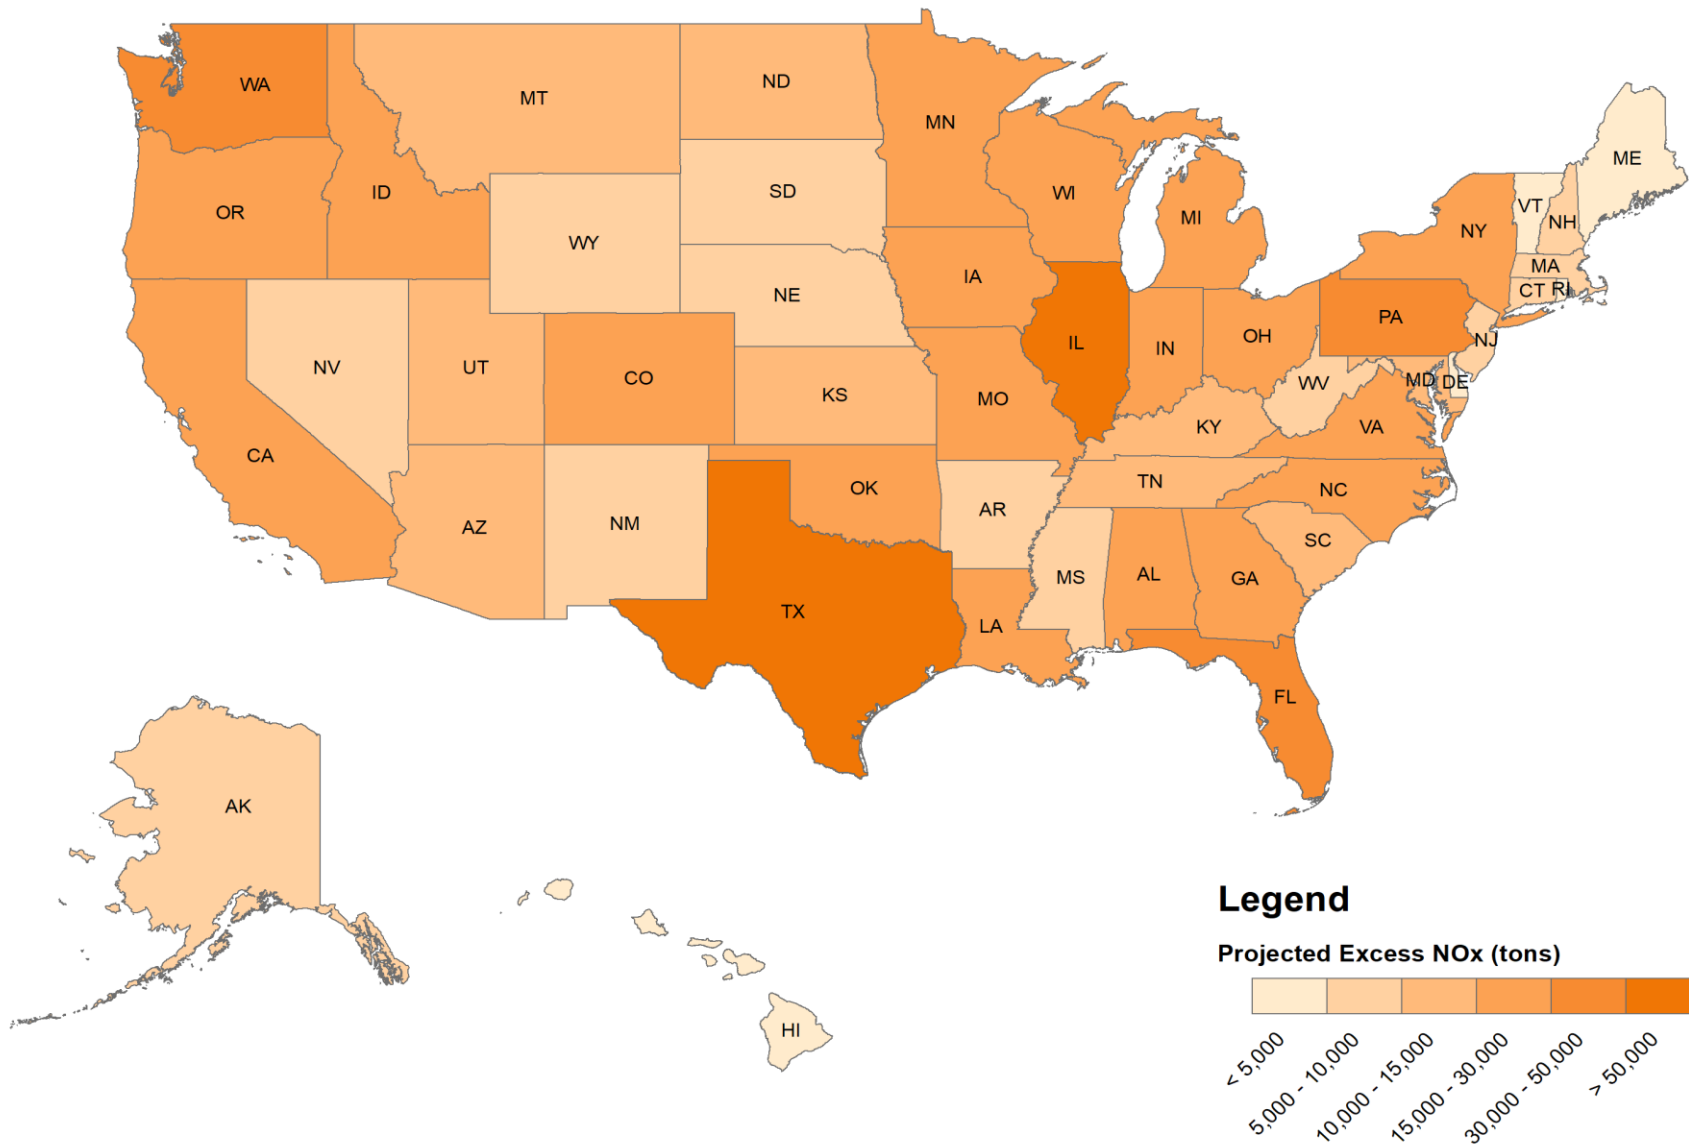 WA
MT
ND
MN
ME
ID
SD
WI
OR
MI
VT
NH
NY
WY
MA
IA
NE
CT
RI
PA
NV
UT
CO
IL
IN
OH
NJ
KS
MO
WV
MD
DE
CA
KY
VA
OK
TN
NC
AZ
NM
AR
SC
MS
AL
GA
TX
LA
FL
AK
HI
Legend
Projected Excess NOx (tons)
< 5,000
5,000 - 10,000
10,000 - 15,000
15,000 - 30,000
30,000 - 50,000
> 50,000